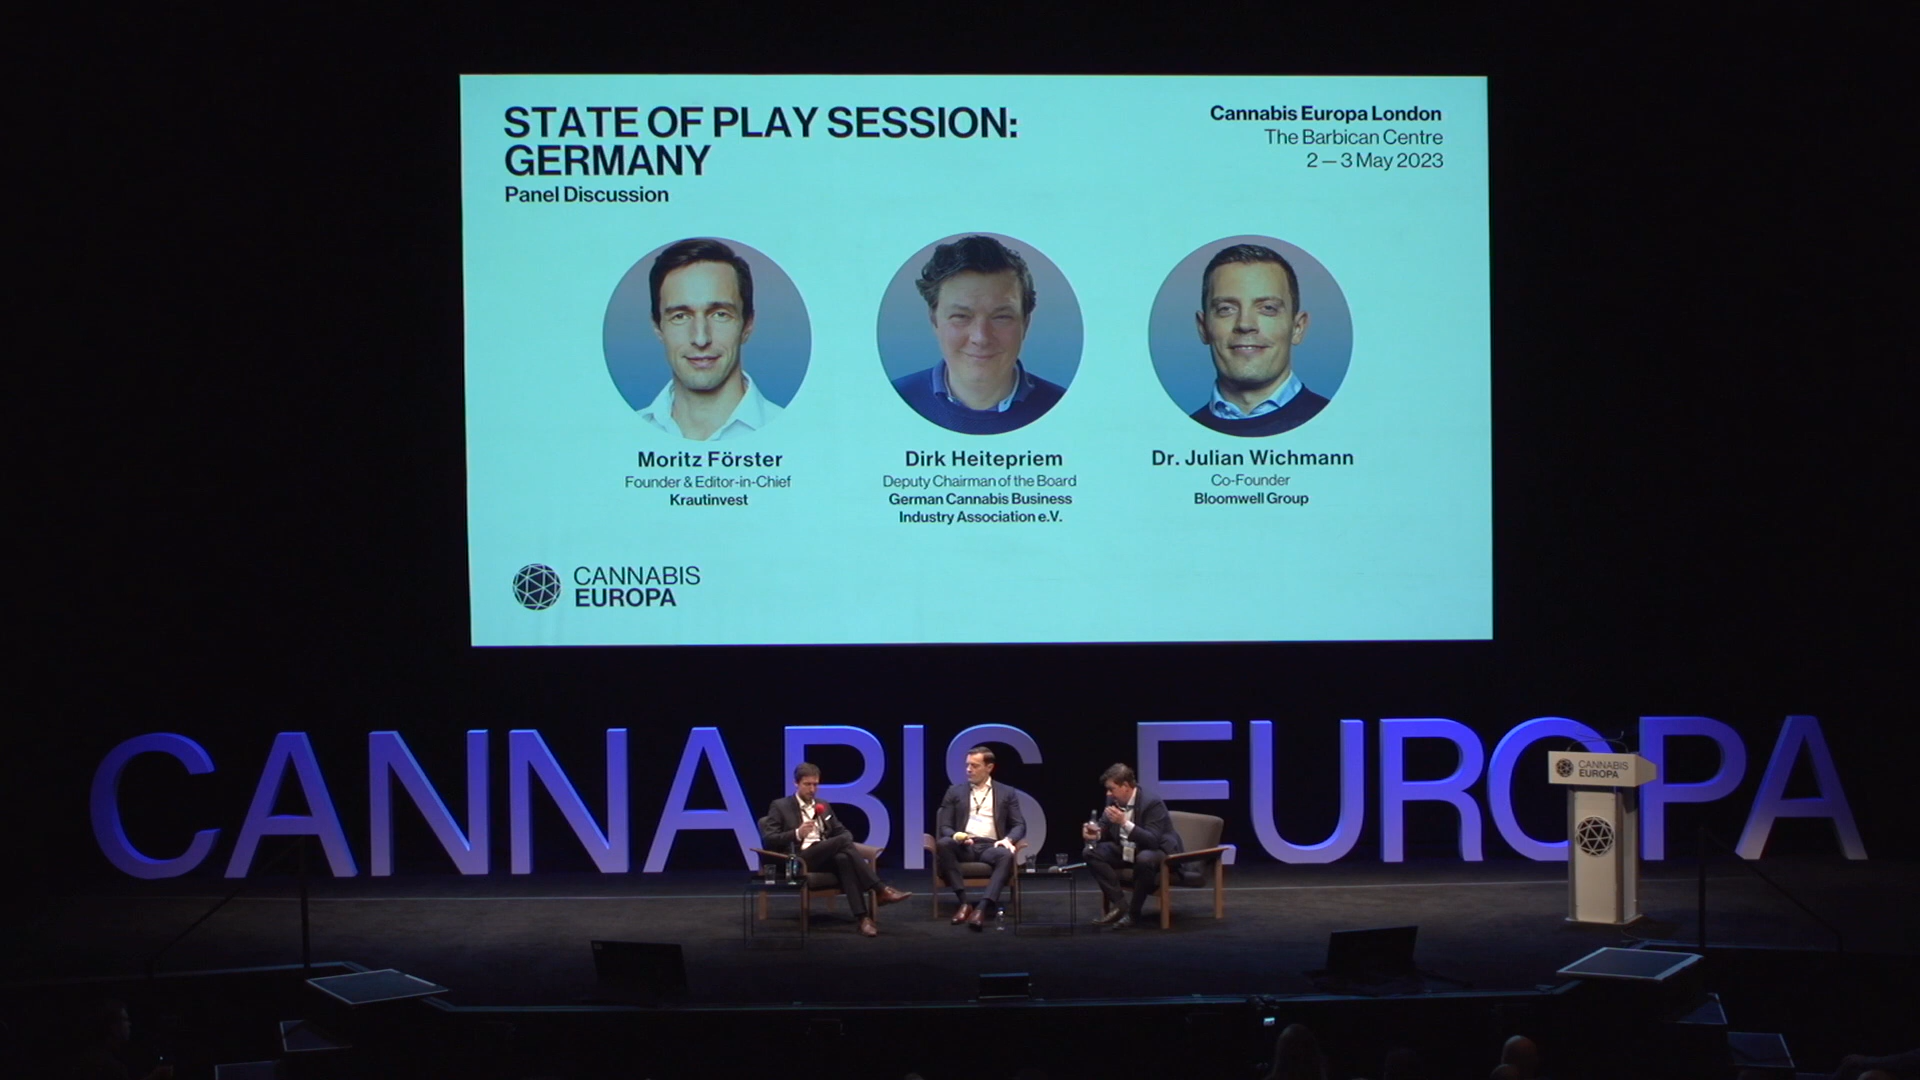 STATE OF PLAY SESSION:
GERMANY
Panel Discussion
Cannabis Europa London
The Barbican Centre
2 — 3 May 2023
Moritz Förster
Founder & Editor-in-Chief
Krautinvest
Dirk Heitepriem
Deputy Chairman of the Board
German Cannabis Business
Industry Association e.V.
Dr. Julian Wichmann
Co-Founder
Bloomwell Group
CANNABIS
EUROPA
CANNABIS EUROPA
CANNABIS
EUROPA